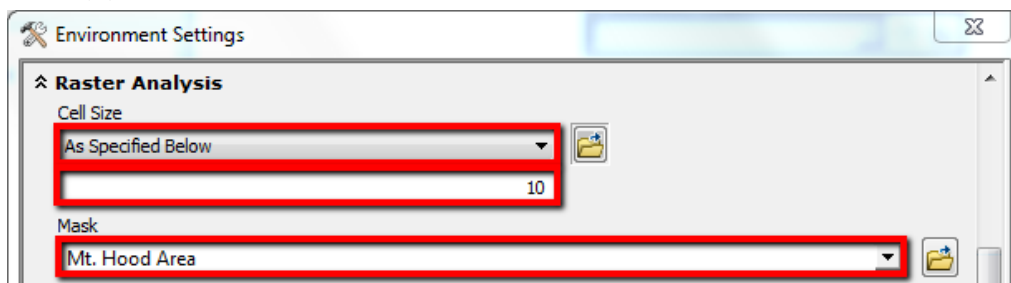 Environment Settings
Raster Analysis
Cell Size
As Specified Below
10
Mask
Mt. Hood Area